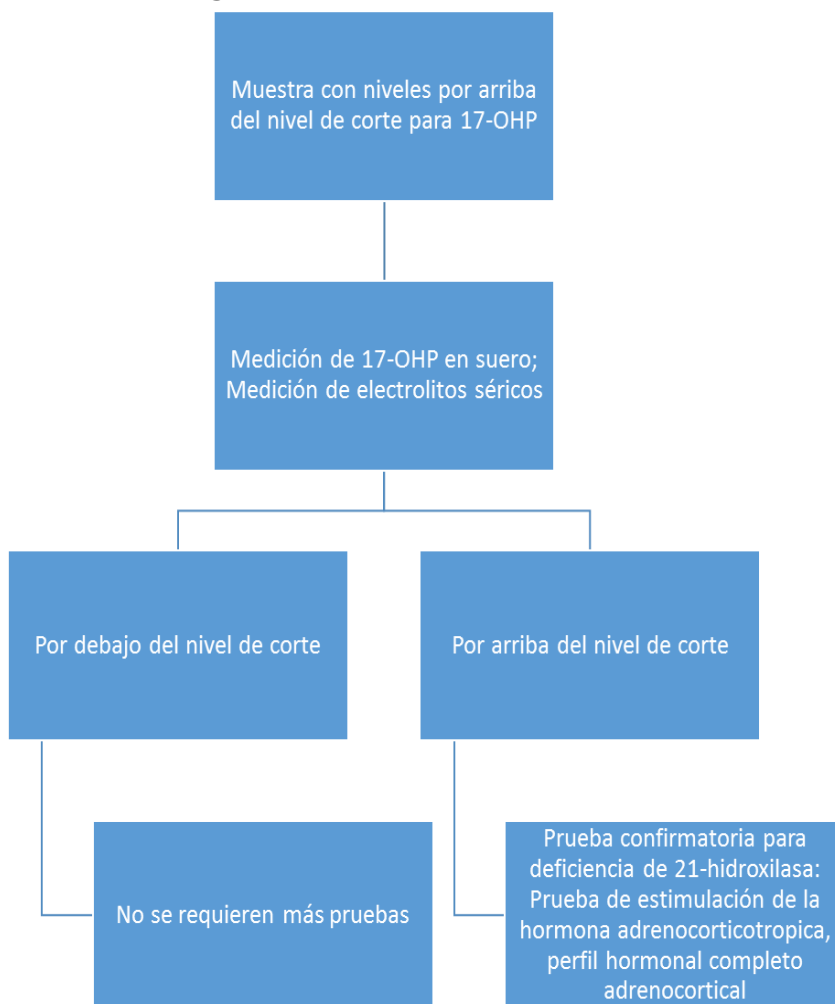 Muestra con niveles por arriba
del nivel de corte para 17-OHP
Medición de 17-OHP en suero;
Medición de electrolitos séricos
Por debajo del nivel de corte
Por arriba del nivel de corte
No se requieren más pruebas
Prueba confirmatoria para
deficiencia de 21-hidroxilasa:
Prueba de estimulación de la
hormona adrenocorticotropica,
perfil hormonal completo
adrenocortical